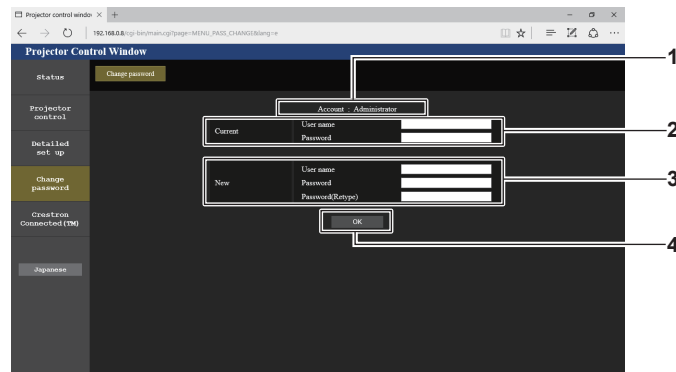 Projector control windov
192.168.0.8/cgi-bin/main.cgi?page=MENU_PASS_CHANGE&lang=e
Projector Control Window
1
Status
Change password
Account : Administrator
Projector
control
Current
User name
Password
2
Detailed
set up
Change
password
New
User name
Password
Password(Retype)
3
Crestron
Connected(TM)
OK
4
Japanese